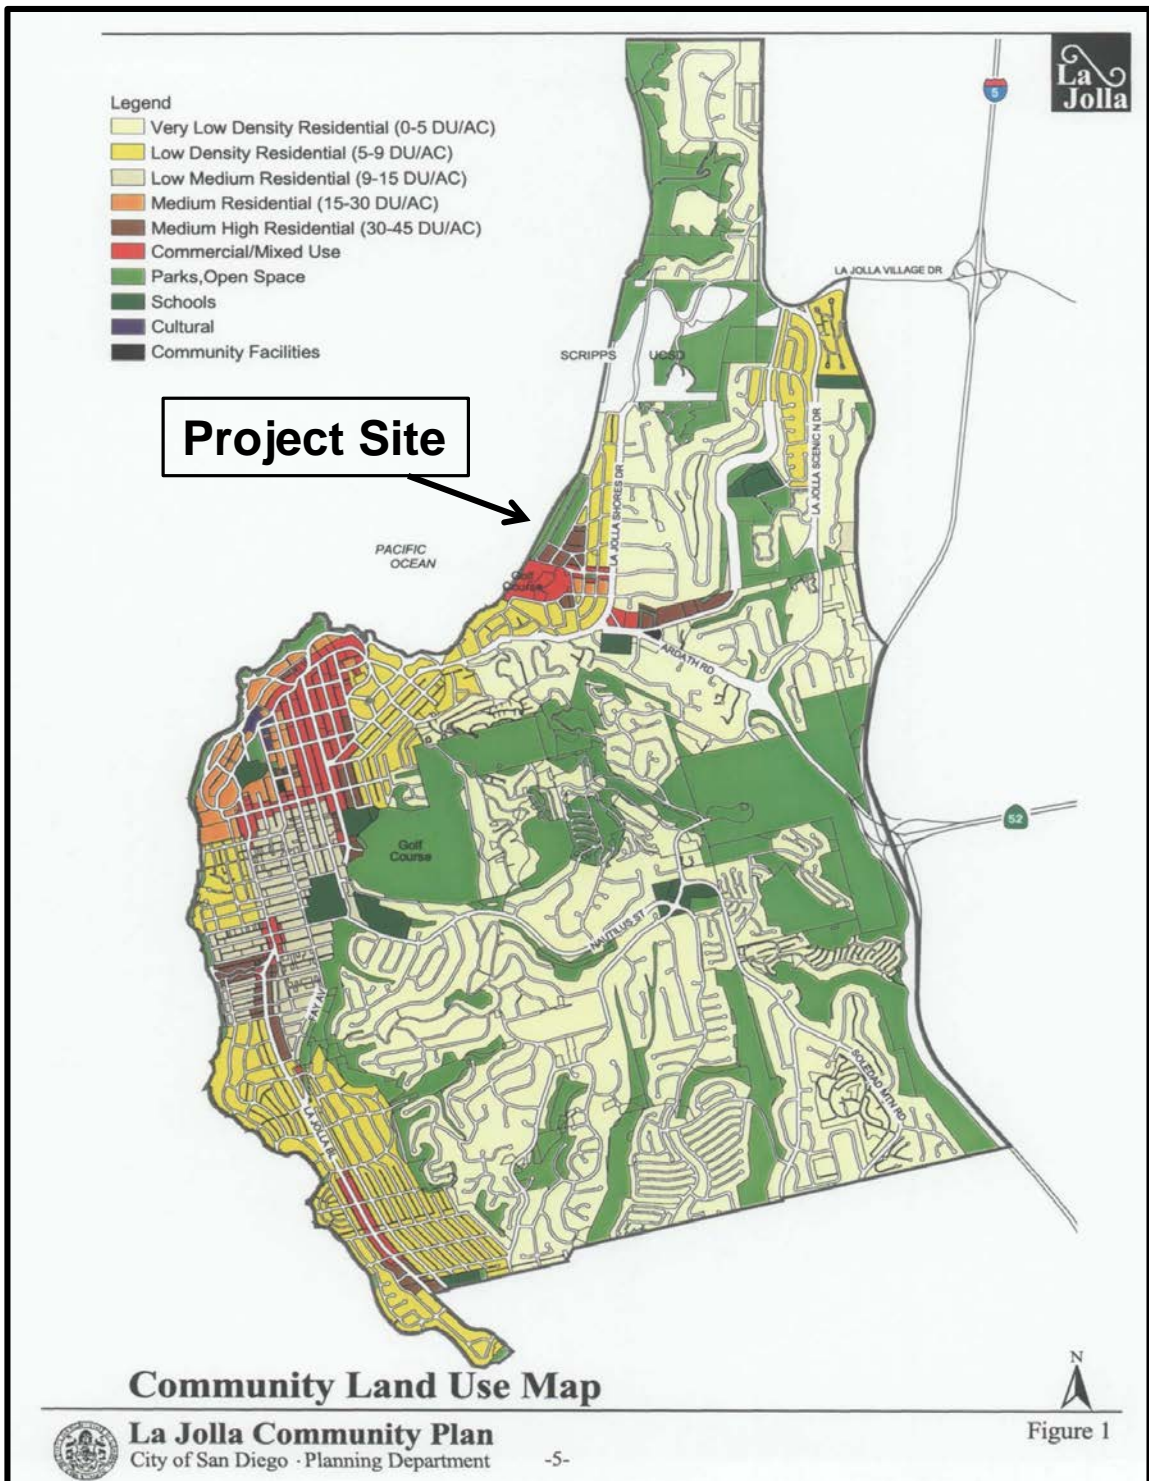 La
Jolla
5
Legend
Very Low Density Residential (0-5 DU/AC)
Low Density Residential (5-9 DU/AC)
Low Medium Residential (9-15 DU/AC)
Medium Residential (15-30 DU/AC)
Medium High Residential (30-45 DU/AC)
Commercial/Mixed Use
Parks,Open Space
Schools
Cultural
Community Facilities
LA JOLLA VILLAGE DR
SCRIPPS
UCSD
Project Site
LA JOLLA SHORES DR
LA JOLLA SCENIC N DR
PACIFIC
OCEAN
Golf
Course
ARDATH RD
52
Golf
Course
NAUTILUS ST
FAY AV
SOLEDAD MTN RD
LA JOLLA BL
Community Land Use Map
N
La Jolla Community Plan
City of San Diego · Planning Department
-5-
Figure 1